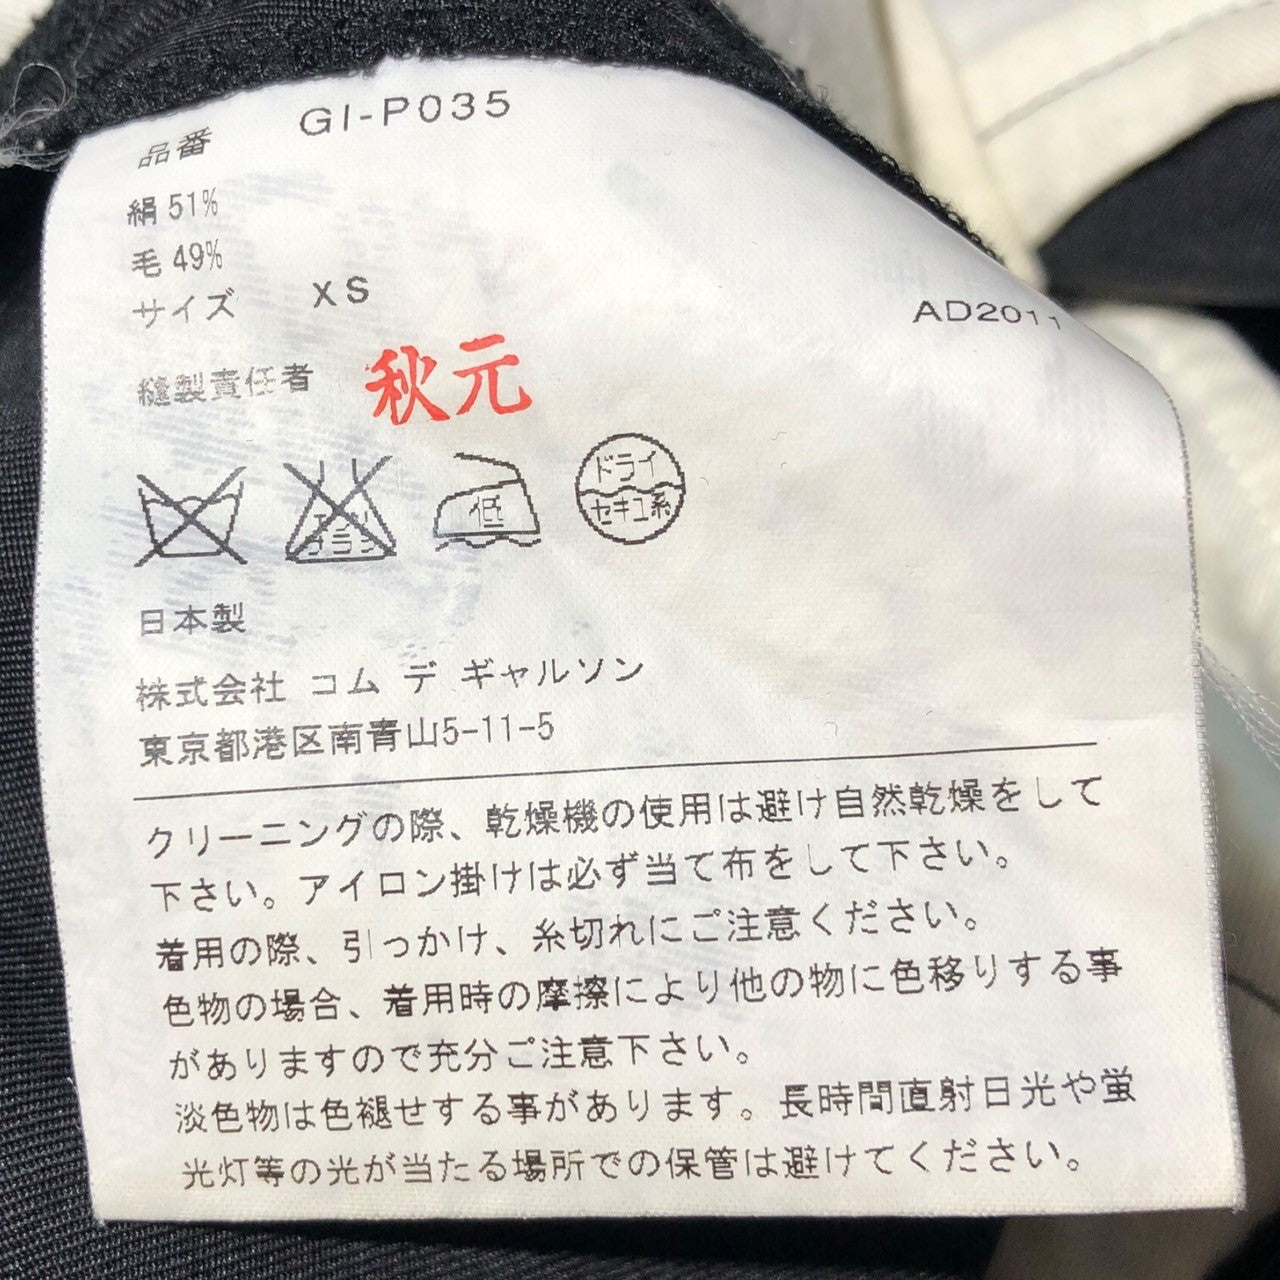 品番 GI-P035
絹 51%
毛 49%
サイズ XS
AD2011
縫製責任者 秋元
エンソ サラシ
低
ドライ
セキユ系
日本製
株式会社 コム デ ギャルソン
東京都港区南青山5-11-5
クリーニングの際、乾燥機の使用は避け自然乾燥をして
下さい。アイロン掛けは必ず当て布をして下さい。
着用の際、引っかけ、糸切れにご注意ください。
色物の場合、着用時の摩擦により他の物に色移りする事
がありますので充分ご注意下さい。
淡色物は色褪せする事があります。長時間直射日光や蛍
光灯等の光が当たる場所での保管は避けてください。